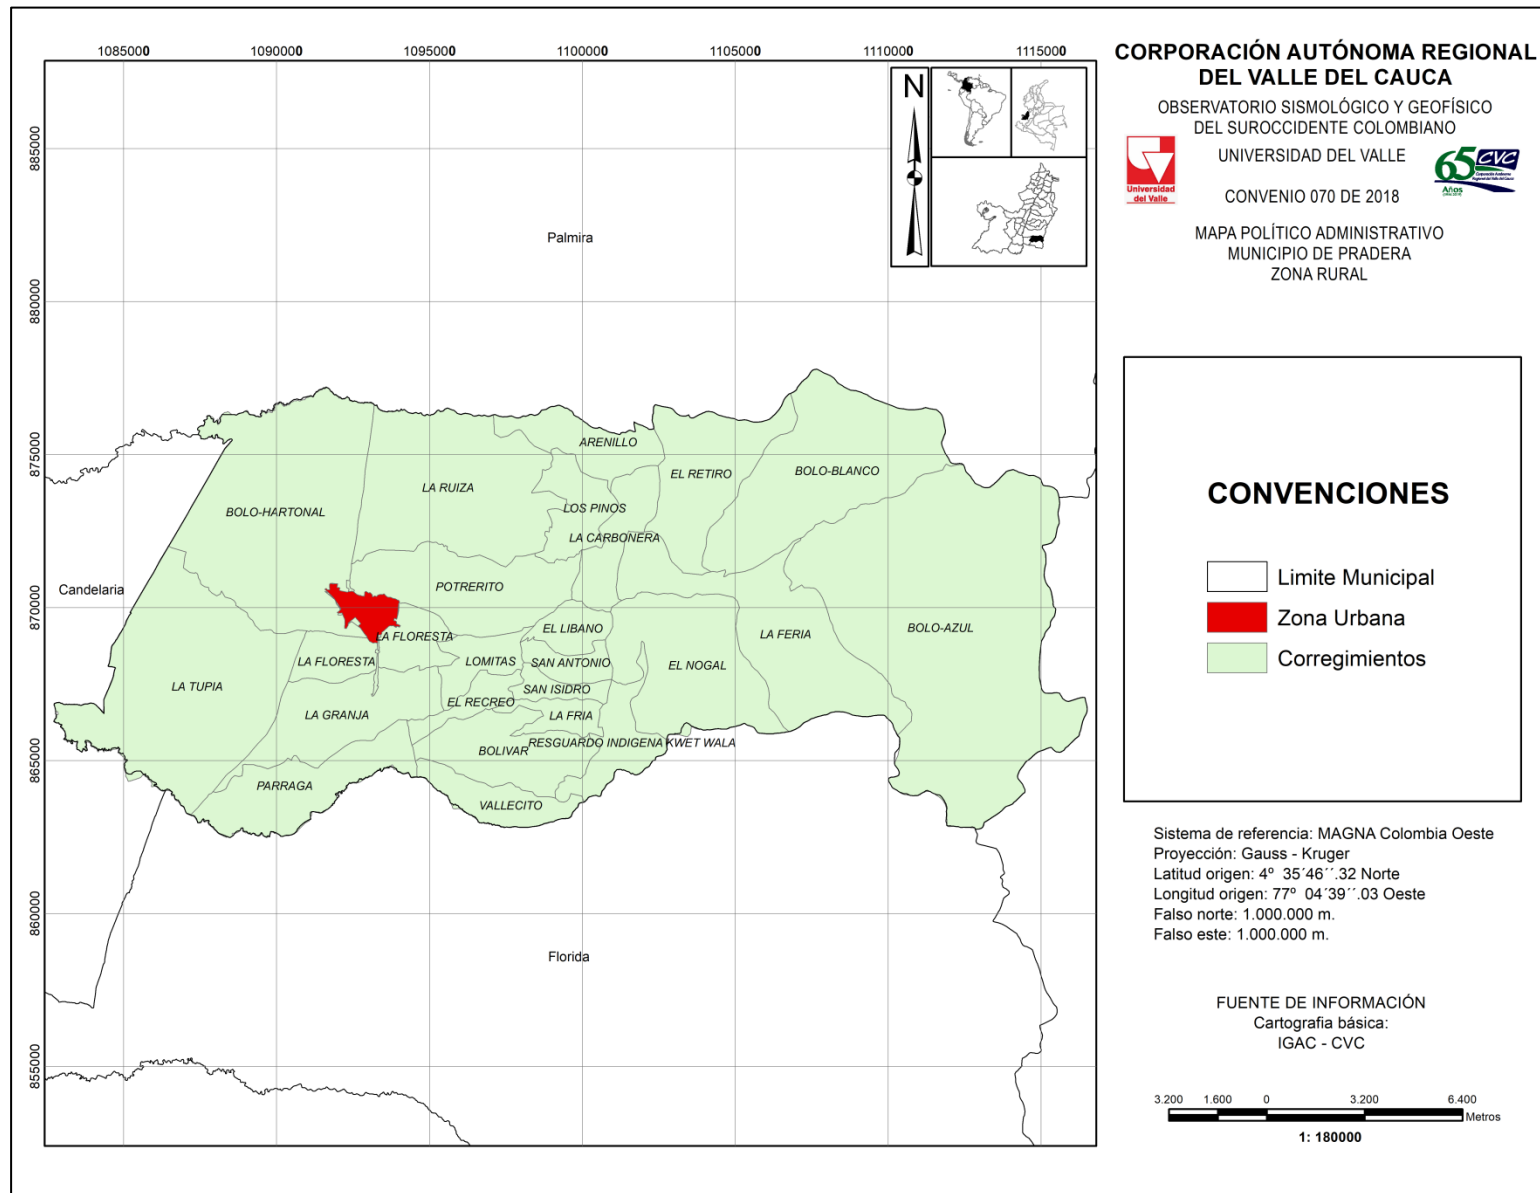 1085000 1090000 1095000 1100000 1105000 1110000 1115000
885000
880000
875000
870000
865000
860000
855000
N
Palmira
Candelaria
Florida
ARENILLO
EL RETIRO
BOLO-BLANCO
LA RUIZA
BOLO-HARTONAL
LOS PINOS
LA CARBONERA
POTRERITO
EL LIBANO
LA FLORESTA
LA FERIA
BOLO-AZUL
LA FLORESTA
LOMITAS
SAN ANTONIO
EL NOGAL
LA TUPIA
SAN ISIDRO
EL RECREO
LA GRANJA
LA FRIA
RESGUARDO INDIGENA KWET WALA
BOLIVAR
PARRAGA
VALLECITO
CORPORACIÓN AUTÓNOMA REGIONAL
DEL VALLE DEL CAUCA
OBSERVATORIO SISMOLÓGICO Y GEOFÍSICO
DEL SUROCCIDENTE COLOMBIANO
UNIVERSIDAD DEL VALLE
Universidad
del Valle
65 CVC
Años
CONVENIO 070 DE 2018
MAPA POLÍTICO ADMINISTRATIVO
MUNICIPIO DE PRADERA
ZONA RURAL
CONVENCIONES
Limite Municipal
Zona Urbana
Corregimientos
Sistema de referencia: MAGNA Colombia Oeste
Proyección: Gauss - Kruger
Latitud origen: 4º 35´46´´.32 Norte
Longitud origen: 77º 04´39´´.03 Oeste
Falso norte: 1.000.000 m.
Falso este: 1.000.000 m.
FUENTE DE INFORMACIÓN
Cartografia básica:
IGAC - CVC
3.200 1.600 0 3.200 6.400
Metros
1: 180000